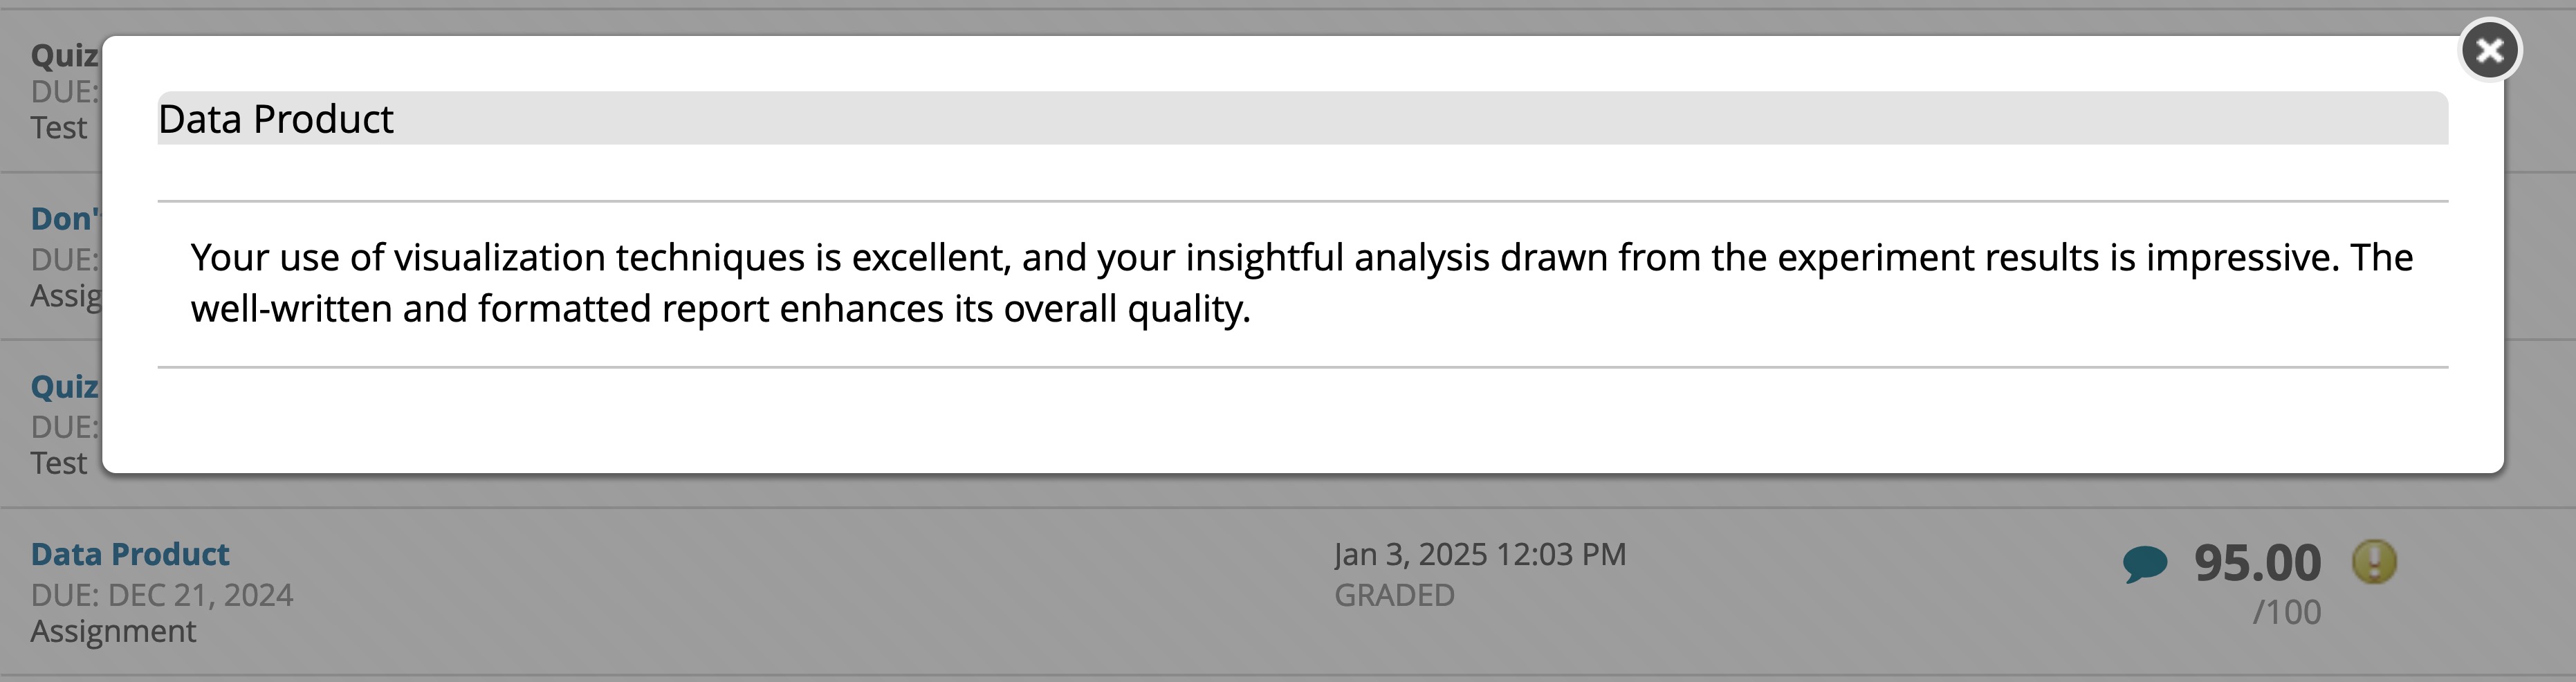 Quiz
DUE:
Test
Data Product
Don'
DUE:
Assig
Your use of visualization techniques is excellent, and your insightful analysis drawn from the experiment results is impressive. The
well-written and formatted report enhances its overall quality.
Quiz
DUE:
Test
Data Product
DUE: DEC 21, 2024
Assignment
Jan 3, 2025 12:03 PM
GRADED
95.00
/100